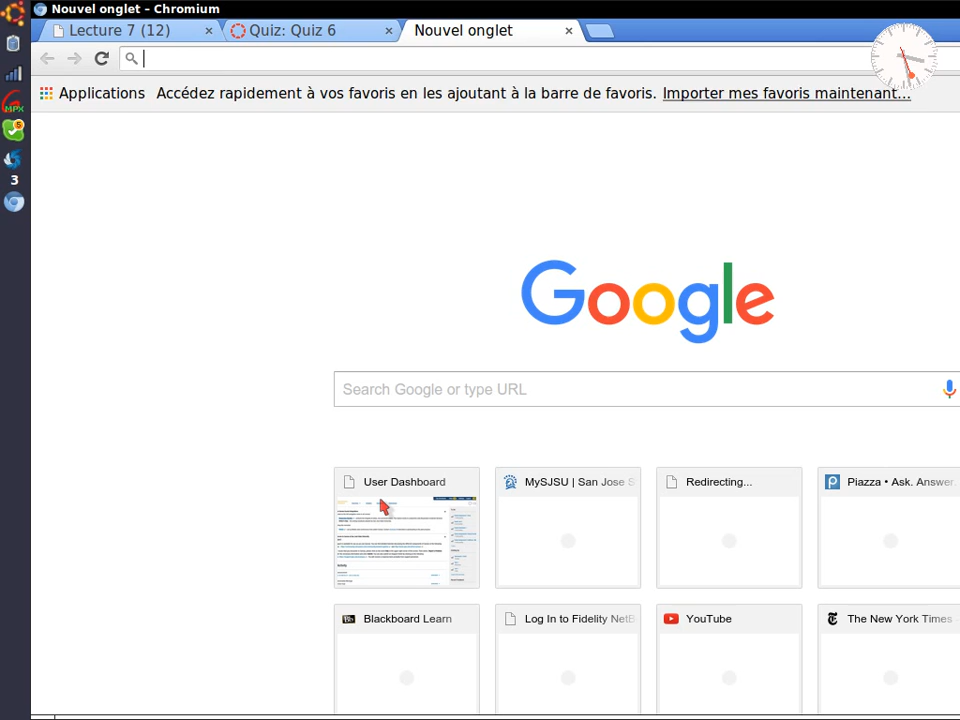 Nouvel onglet – Chromium
Lecture 7 (12) × Quiz: Quiz 6 × Nouvel onglet ×
Applications Accédez rapidement à vos favoris en les ajoutant à la barre de favoris. Importer mes favoris maintenant...
MPX
5
3
Google
Search Google or type URL
User Dashboard MySJSU | San Jose S Redirecting... Piazza • Ask. Answer.
Blackboard Learn Log In to Fidelity NetB YouTube The New York Times